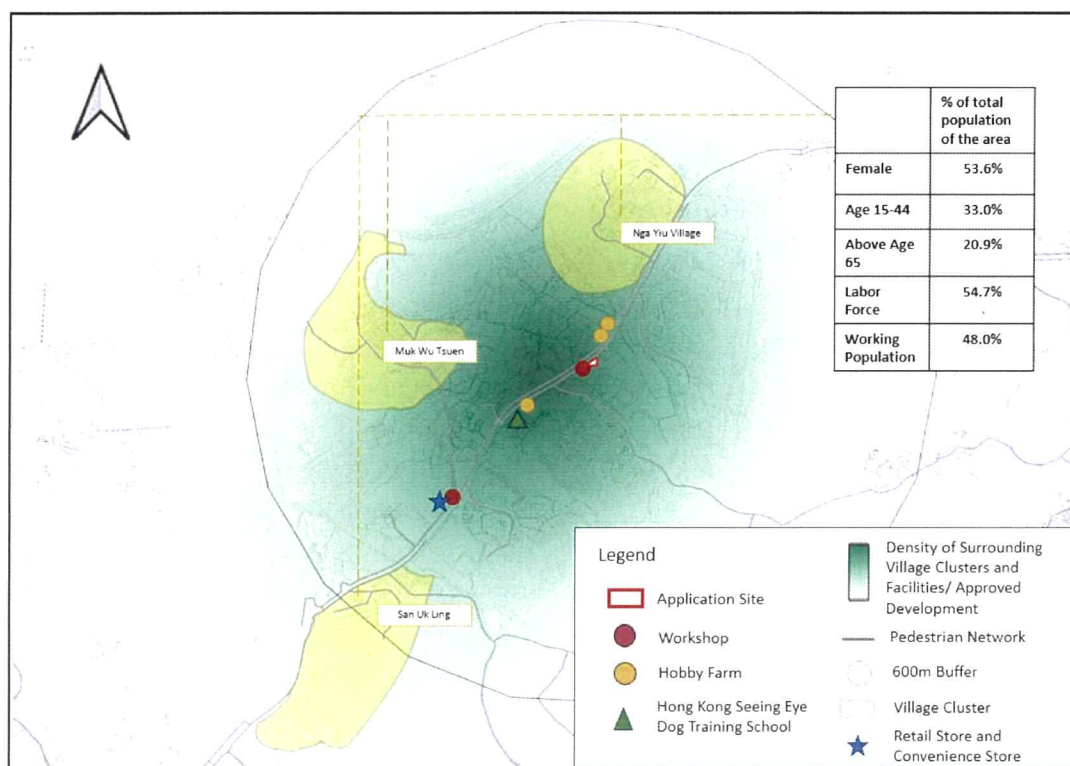 % of total
population
of the area
Female 53.6%
Age 15-44 33.0%
Above Age
65 20.9%
Labor
Force 54.7%
Working
Population 48.0%
Nga Yiu Village
Muk Wu Tsuen
San Uk Ling
Legend
Application Site
Workshop
Hobby Farm
Hong Kong Seeing Eye
Dog Training School
Density of Surrounding
Village Clusters and
Facilities/ Approved
Development
Pedestrian Network
600m Buffer
Village Cluster
Retail Store and
Convenience Store